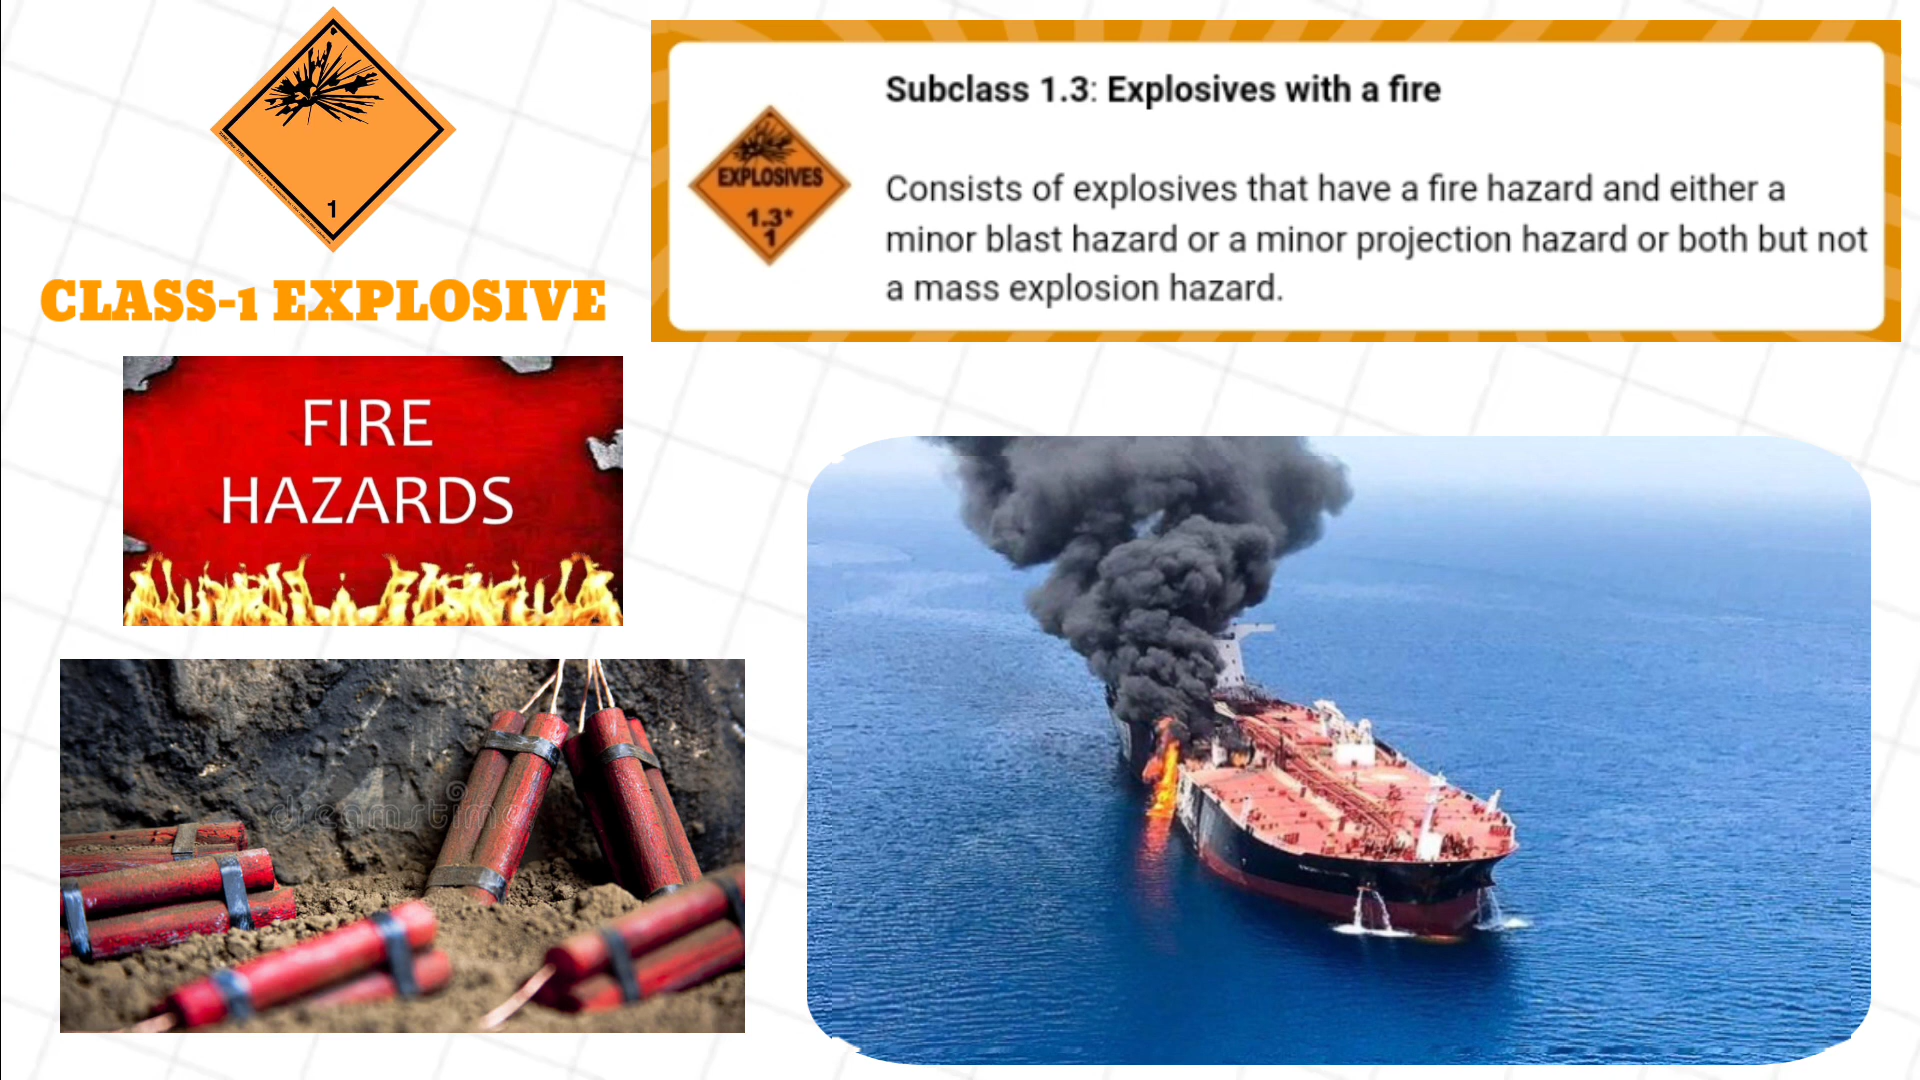 1
CLASS-1 EXPLOSIVE
Subclass 1.3: Explosives with a fire
EXPLOSIVES
1.3*
1
Consists of explosives that have a fire hazard and either a
minor blast hazard or a minor projection hazard or both but not
a mass explosion hazard.
FIRE
HAZARDS
dreamstime